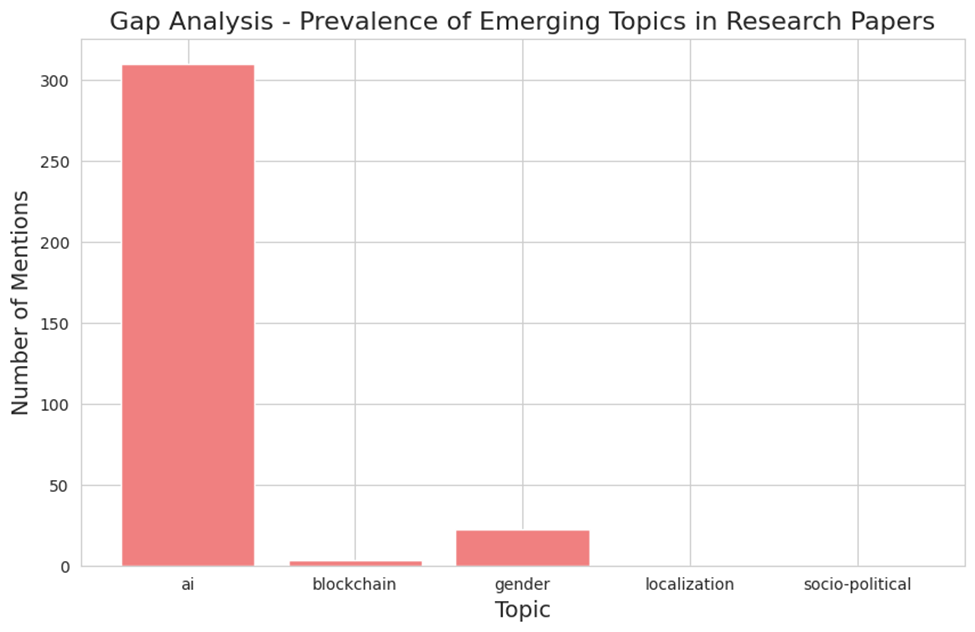 Gap Analysis - Prevalence of Emerging Topics in Research Papers
Number of Mentions
300
250
200
150
100
50
0
ai blockchain gender localization socio-political
Topic